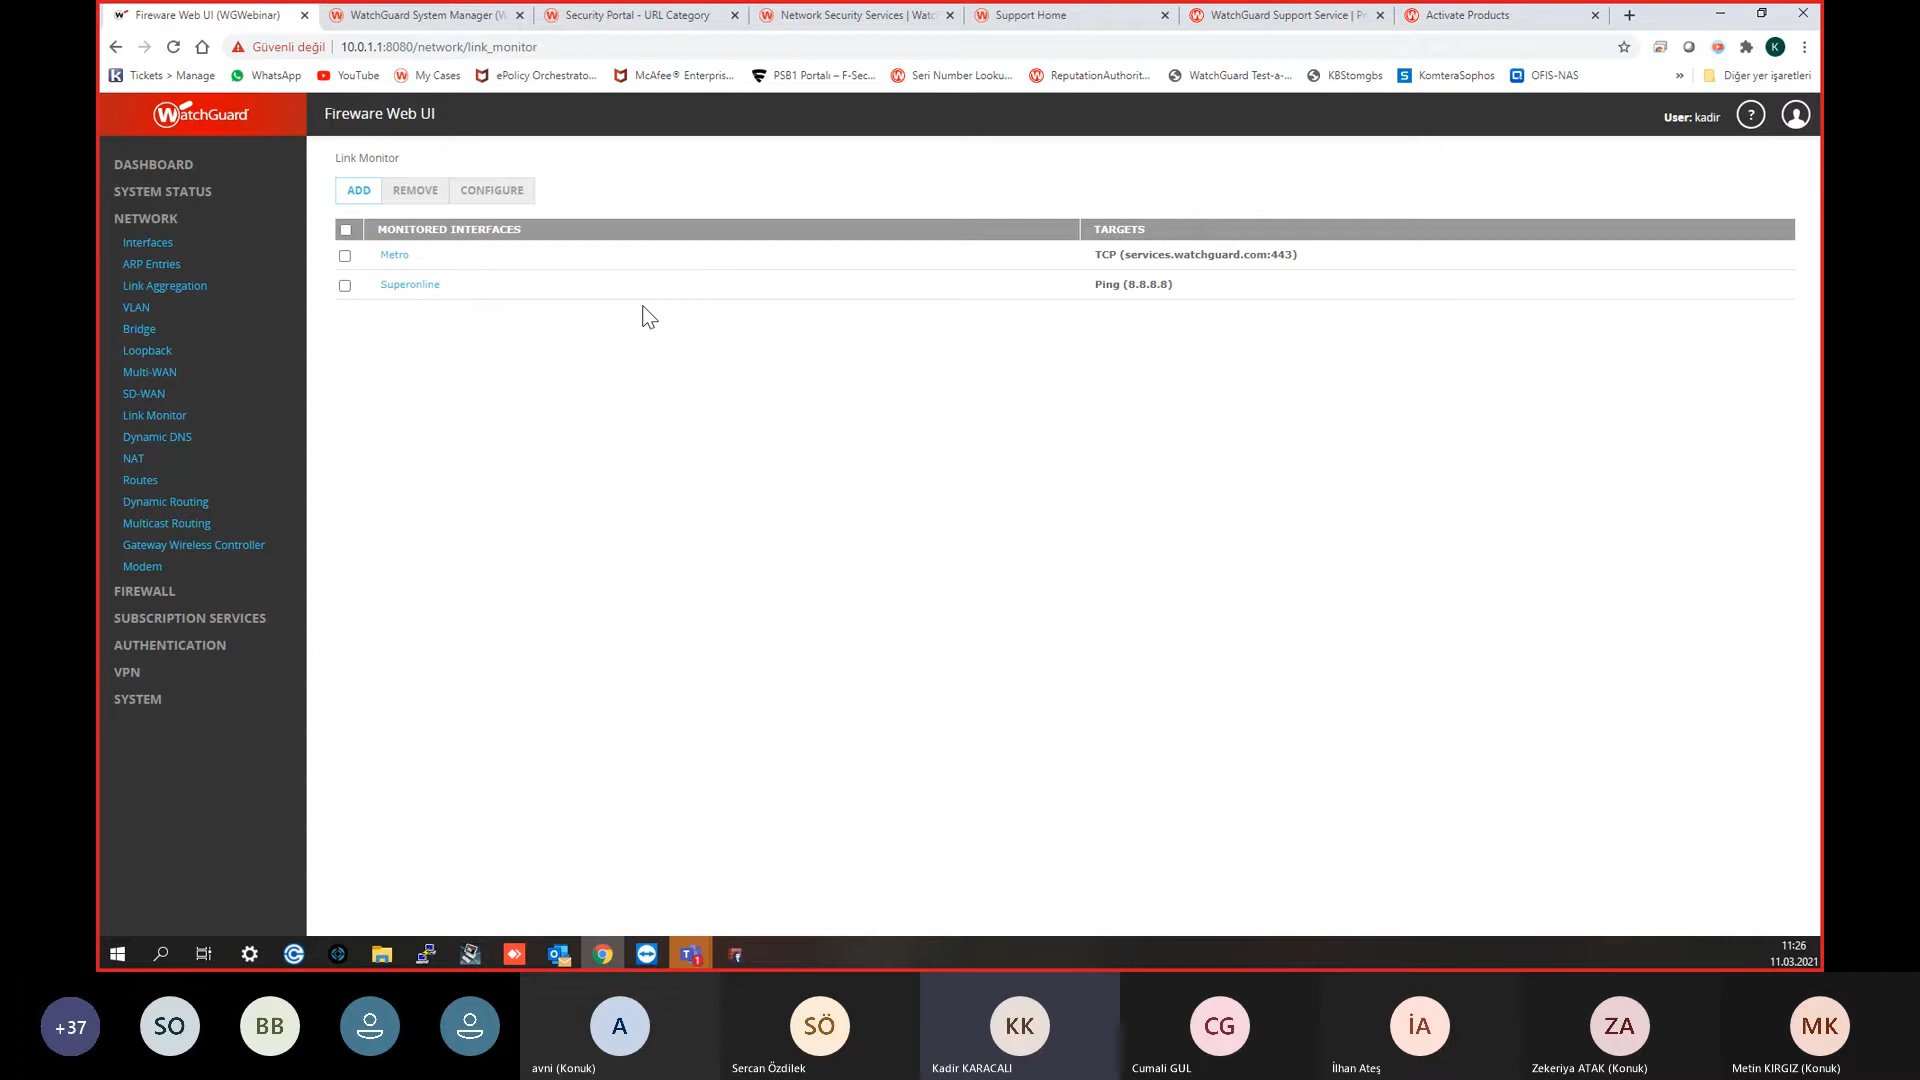 Fireware Web UI (WGWebinar)
WatchGuard System Manager (W
Security Portal - URL Category
Network Security Services | Watc
Support Home
WatchGuard Support Service | Pr
Activate Products
Güvenli değil
10.0.1.1:8080/network/link_monitor
K
Tickets > Manage
WhatsApp
YouTube
My Cases
ePolicy Orchestrato...
McAfee® Enterpris...
PSB1 Portalı – F-Sec...
Seri Number Looku...
ReputationAuthorit...
WatchGuard Test-a-...
KBStomgbs
KomteraSophos
OFIS-NAS
»
Diğer yer işaretleri
WatchGuard
Fireware Web UI
User: kadir
?
DASHBOARD
SYSTEM STATUS
NETWORK
Interfaces
ARP Entries
Link Aggregation
VLAN
Bridge
Loopback
Multi-WAN
SD-WAN
Link Monitor
Dynamic DNS
NAT
Routes
Dynamic Routing
Multicast Routing
Gateway Wireless Controller
Modem
FIREWALL
SUBSCRIPTION SERVICES
AUTHENTICATION
VPN
SYSTEM
Link Monitor
ADD
REMOVE
CONFIGURE
MONITORED INTERFACES
TARGETS
Metro
TCP (services.watchguard.com:443)
Superonline
Ping (8.8.8.8)
11:26
11.03.2021
+37
SO
BB
A
SÖ
KK
CG
İA
ZA
MK
avni (Konuk)
Sercan Özdilek
Kadir KARACALI
Cumali GUL
İlhan Ateş
Zekeriya ATAK (Konuk)
Metin KIRGIZ (Konuk)